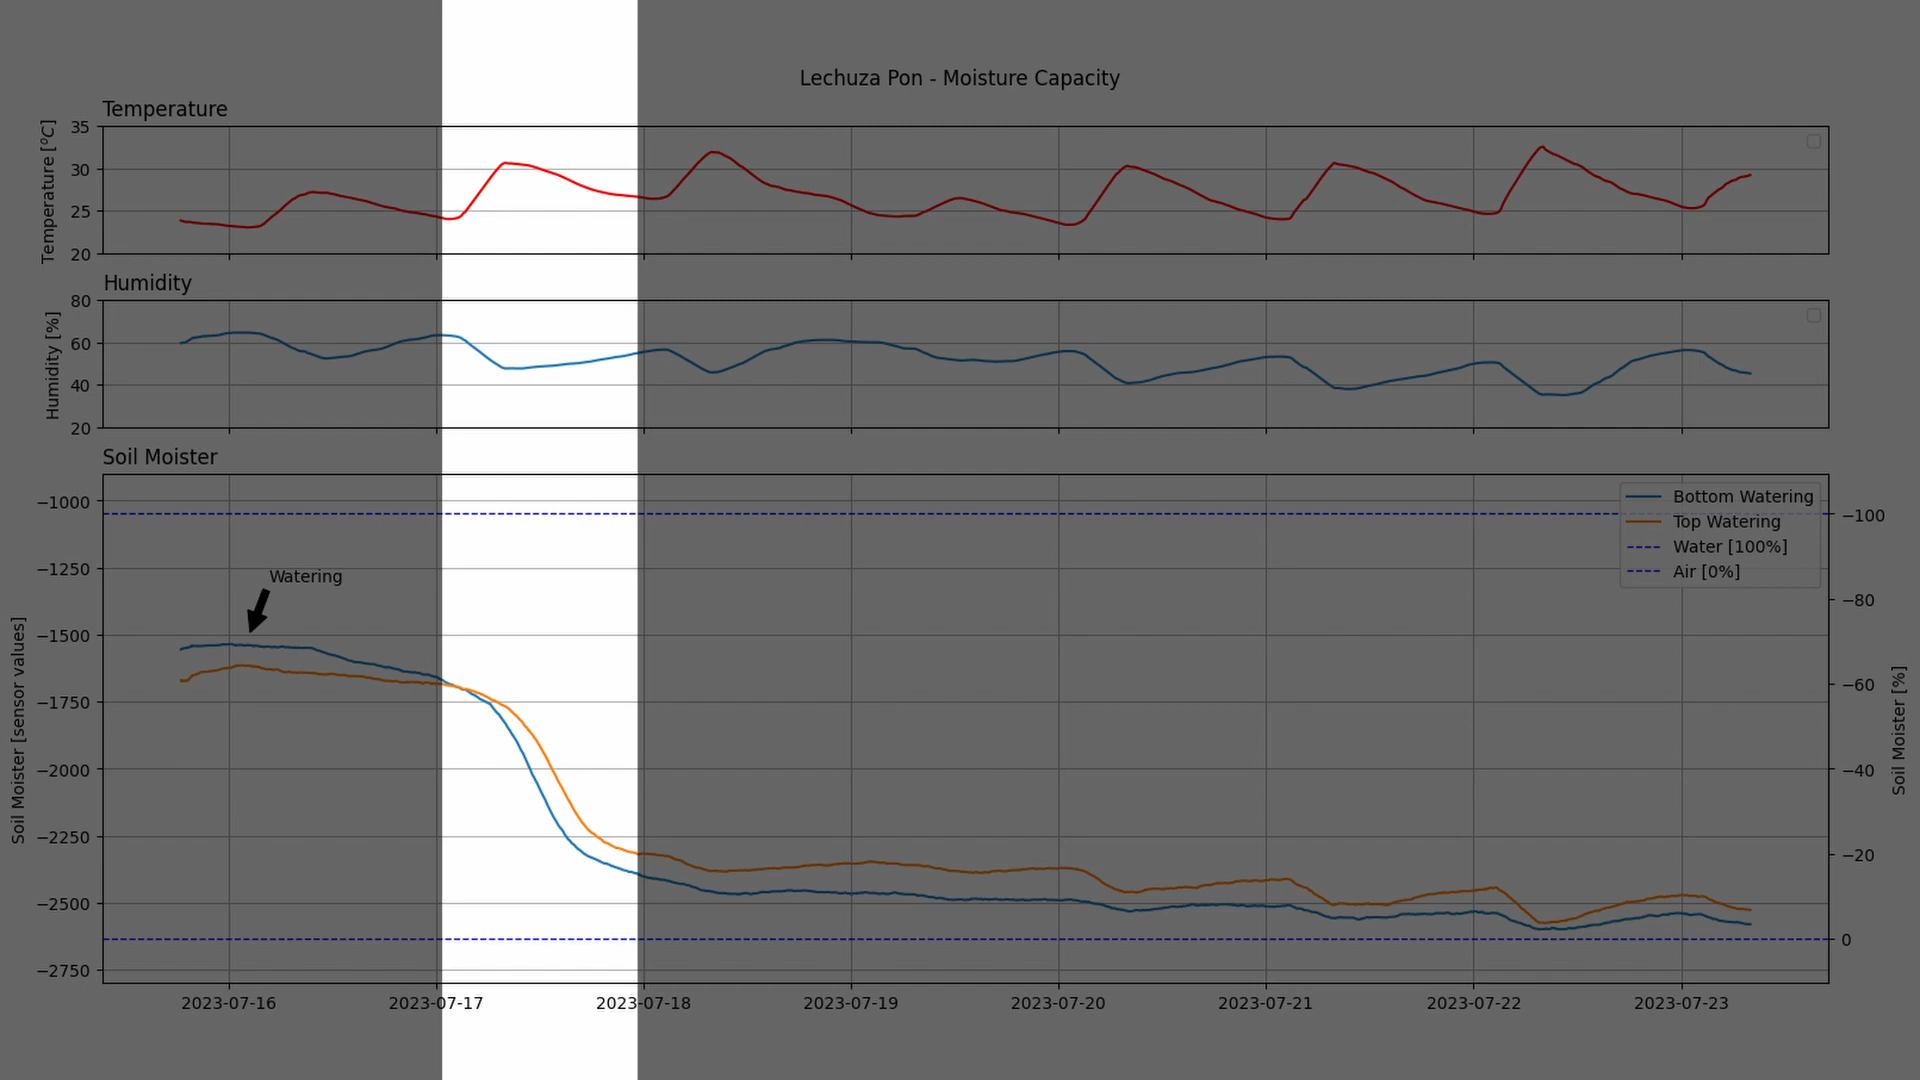 Lechuza Pon - Moisture Capacity
Temperature
Temperature [°C]
35
30
25
20
Humidity
Humidity [%]
80
60
40
20
Soil Moister
Soil Moister [sensor values]
−1000
−1250
−1500
−1750
−2000
−2250
−2500
−2750
Watering
Bottom Watering
Top Watering
Water [100%]
Air [0%]
−100
−80
−60
−40
−20
0
Soil Moister [%]
2023-07-16 2023-07-17 2023-07-18 2023-07-19 2023-07-20 2023-07-21 2023-07-22 2023-07-23